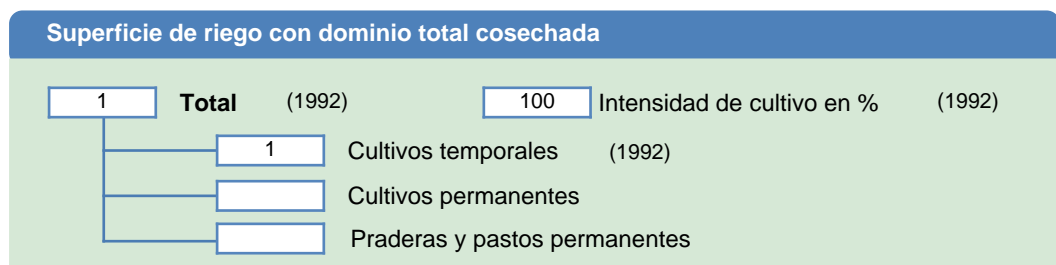 Superficie de riego con dominio total cosechada
1 Total (1992) 100 Intensidad de cultivo en % (1992)
1 Cultivos temporales (1992)
Cultivos permanentes
Praderas y pastos permanentes